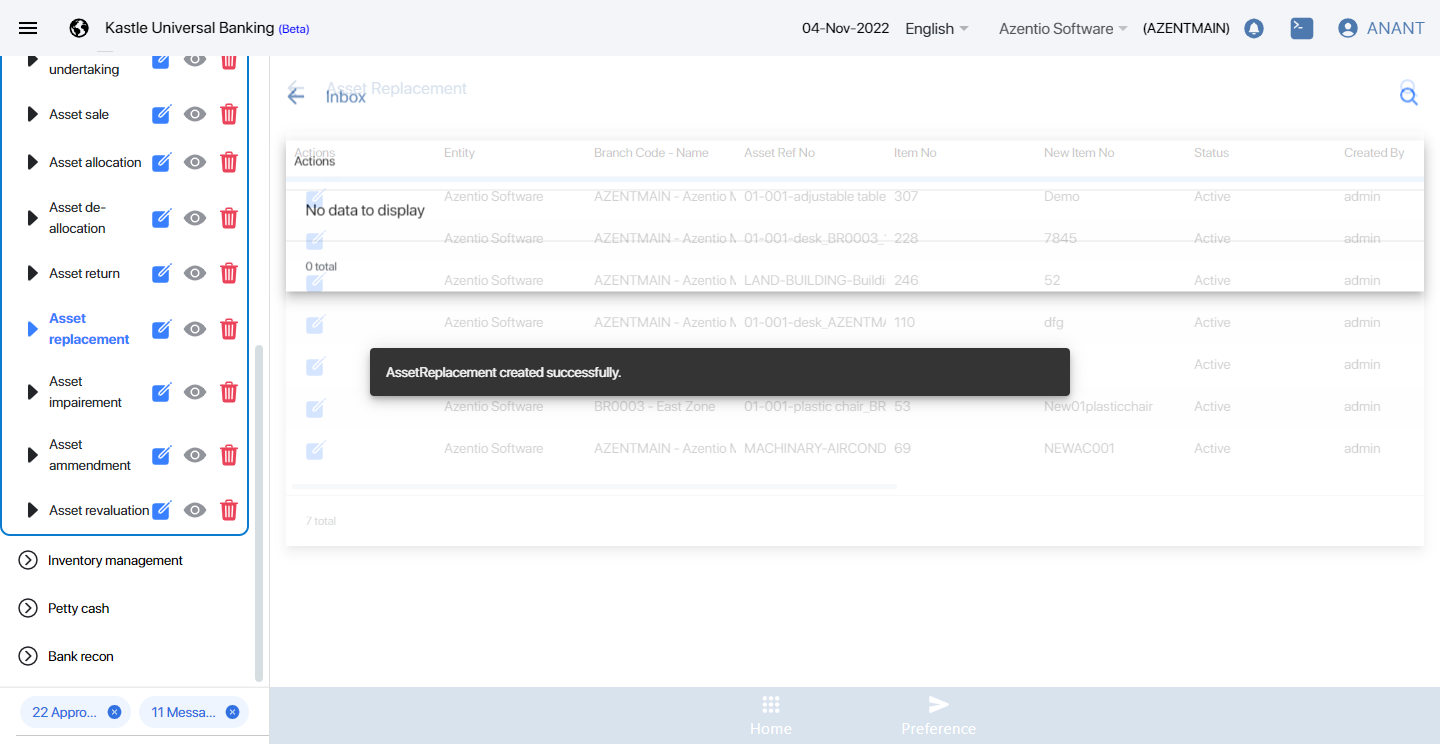 Kastle Universal Banking (Beta)
04-Nov-2022
English
Azentio Software
(AZENTMAIN)
ANANT
undertaking
Asset sale
Asset allocation
Asset de-
allocation
Asset return
Asset
replacement
Asset
impairement
Asset
ammendment
Asset revaluation
Inventory management
Petty cash
Bank recon
22 Appro...
11 Messa...
Asset Replacement
Inbox
Actions Entity Branch Code - Name Asset Ref No Item No New Item No Status Created By
Actions
Azentio Software AZENTMAIN - Azentio M 01-001-adjustable table 307 Demo Active admin
No data to display
Azentio Software AZENTMAIN - Azentio M 01-001-desk_BR0003_ 228 7845 Active admin
0 total
Azentio Software AZENTMAIN - Azentio M LAND-BUILDING-Buildi 246 52 Active admin
Azentio Software AZENTMAIN - Azentio M 01-001-desk_AZENTMA 110 dfg Active admin
Active admin
AssetReplacement created successfully.
Azentio Software BR0003 - East Zone 01-001-plastic chair_BR 53 New01plasticchair Active admin
Azentio Software AZENTMAIN - Azentio M MACHINARY-AIRCOND 69 NEWAC001 Active admin
7 total
Home
Preference